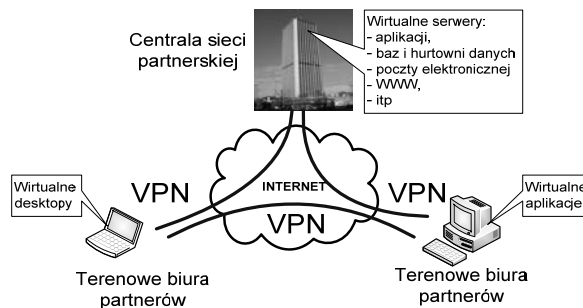 Centrala sieci
partnerskiej
Wirtualne serwery:
- aplikacji,
- baz i hurtowni danych
- poczty elektronicznej
- WWW,
- itp
Wirtualne
desktopy
VPN
INTERNET
VPN
VPN
Wirtualne
aplikacje
Terenowe biura
partnerów
Terenowe biura
partnerów